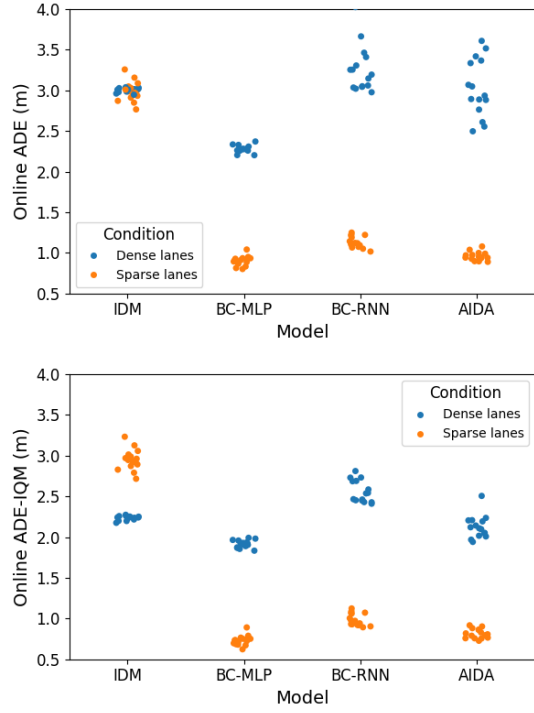 4.0
3.5
3.0
2.5
2.0
1.5
1.0
0.5
Online ADE (m)
Condition
Dense lanes
Sparse lanes
IDM BC-MLP BC-RNN AIDA
Model
4.0
3.5
3.0
2.5
2.0
1.5
1.0
0.5
Online ADE-IQM (m)
Condition
Dense lanes
Sparse lanes
IDM BC-MLP BC-RNN AIDA
Model